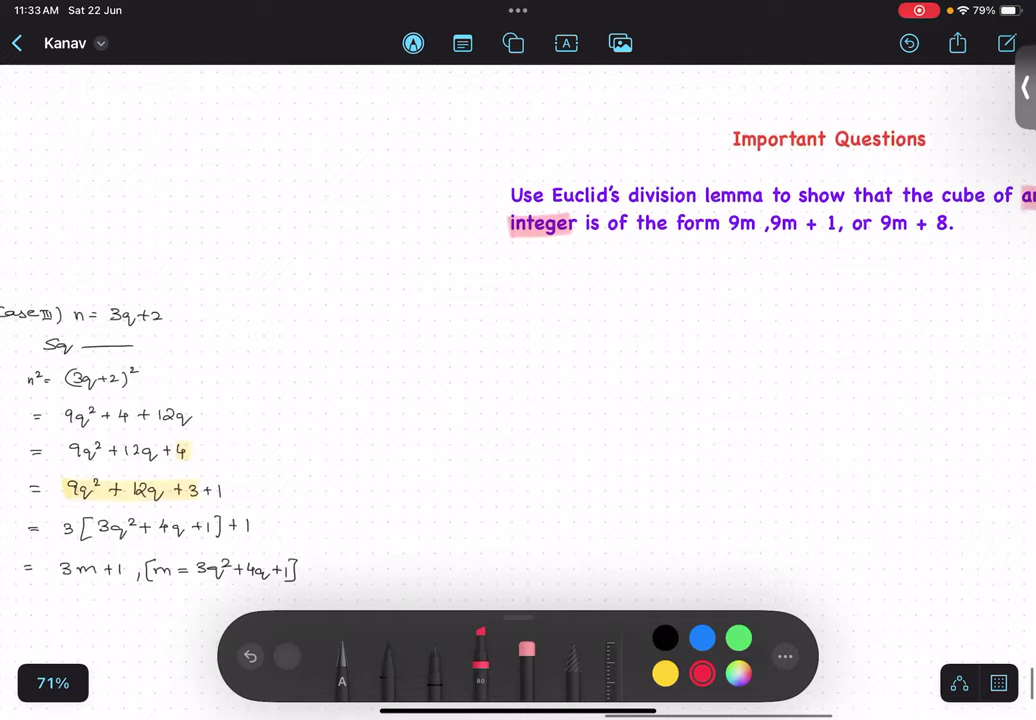 11:33 AM Sat 22 Jun
79%
Kanav
Important Questions
Use Euclid's division lemma to show that the cube of
integer is of the form 9m ,9m + 1, or 9m + 8.
Case III) n = 3q+2
Sq
n² = (3q+2)²
= 9q² + 4 + 12q
= 9q² + 12q + 4
= 9q² + 12q + 3 + 1
= 3 [3q² + 4q + 1] + 1
= 3m + 1 , [m = 3q² + 4q + 1]
A
80
71%